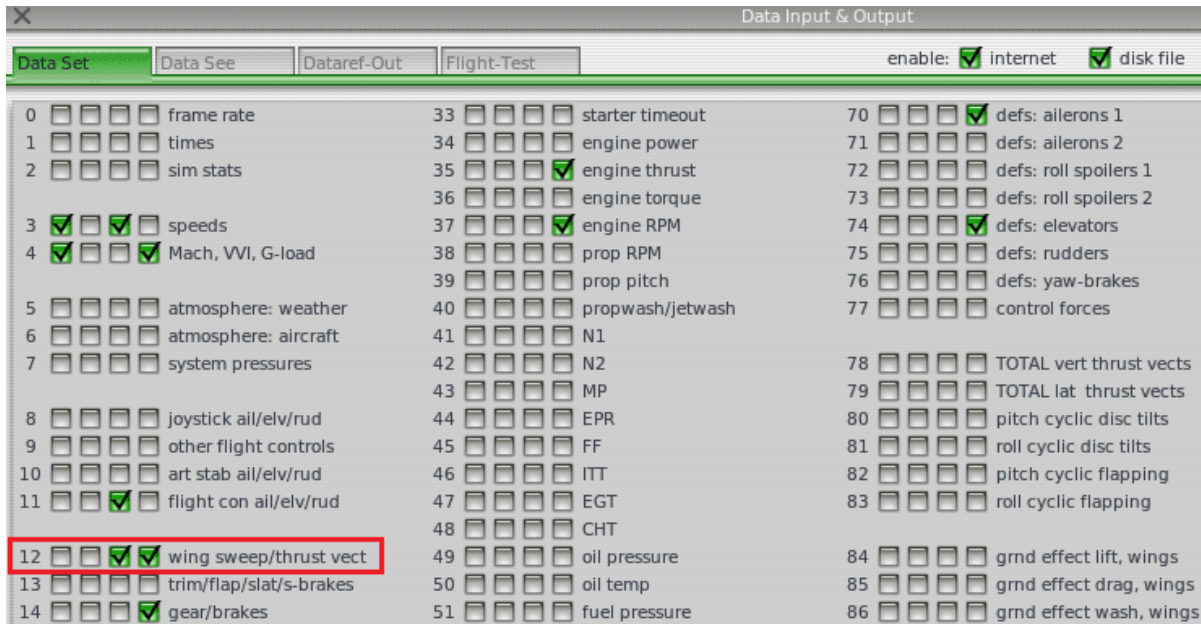 Data Input & Output
Data Set Data See Dataref-Out Flight-Test enable: internet disk file
0 frame rate
1 times
2 sim stats
3 speeds
4 Mach, VVI, G-load
5 atmosphere: weather
6 atmosphere: aircraft
7 system pressures
8 joystick ail/elv/rud
9 other flight controls
10 art stab ail/elv/rud
11 flight con ail/elv/rud
12 wing sweep/thrust vect
13 trim/flap/slat/s-brakes
14 gear/brakes
33 starter timeout
34 engine power
35 engine thrust
36 engine torque
37 engine RPM
38 prop RPM
39 prop pitch
40 propwash/jetwash
41 N1
42 N2
43 MP
44 EPR
45 FF
46 ITT
47 EGT
48 CHT
49 oil pressure
50 oil temp
51 fuel pressure
70 defs: ailerons 1
71 defs: ailerons 2
72 defs: roll spoilers 1
73 defs: roll spoilers 2
74 defs: elevators
75 defs: rudders
76 defs: yaw-brakes
77 control forces
78 TOTAL vert thrust vects
79 TOTAL lat thrust vects
80 pitch cyclic disc tilts
81 roll cyclic disc tilts
82 pitch cyclic flapping
83 roll cyclic flapping
84 grnd effect lift, wings
85 grnd effect drag, wings
86 grnd effect wash, wings